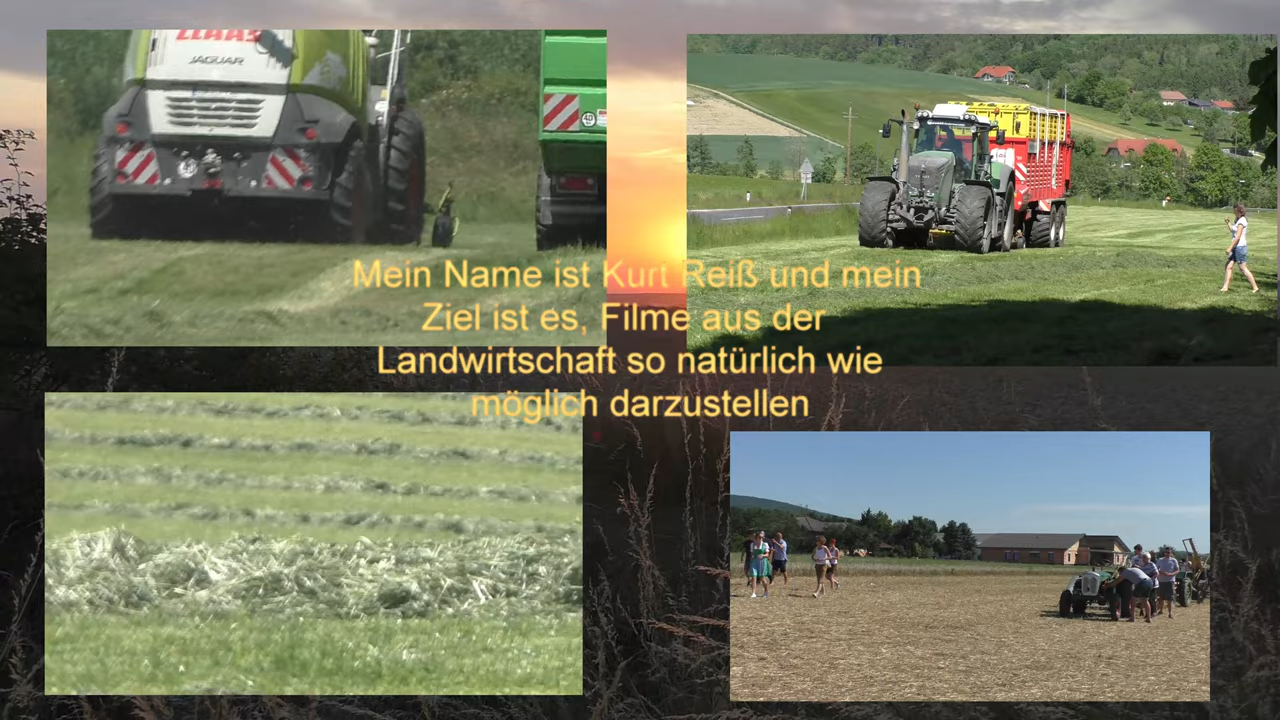 CLAAS
JAGUAR
40
Mein Name ist Kurt Reiß und mein
Ziel ist es, Filme aus der
Landwirtschaft so natürlich wie
möglich darzustellen